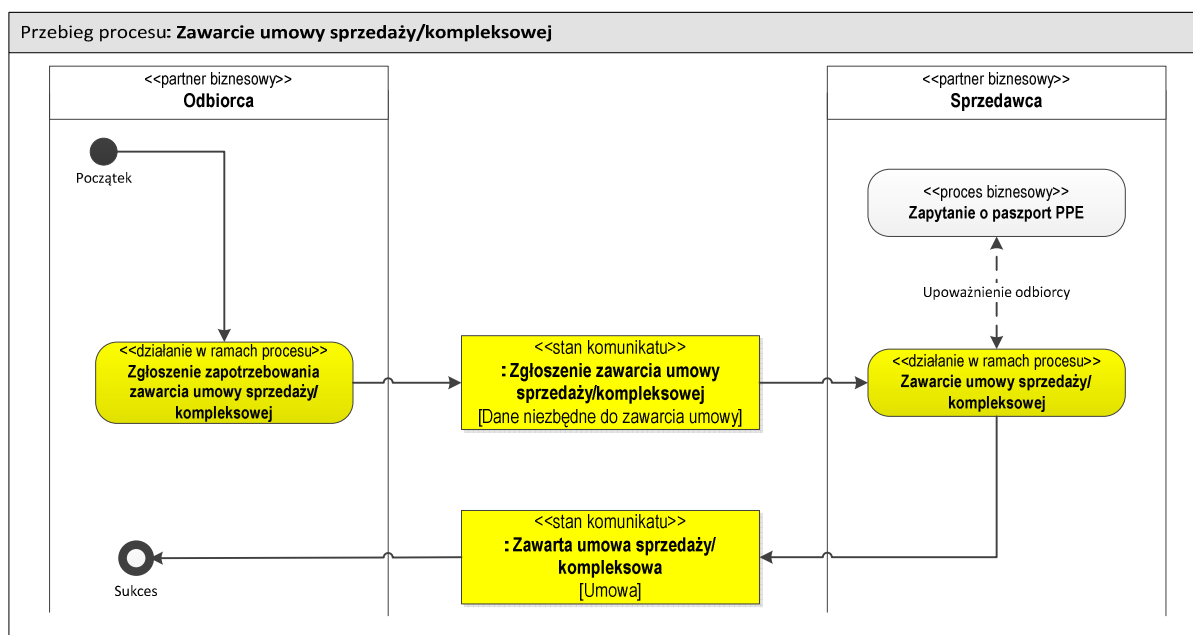 Przebieg procesu: Zawarcie umowy sprzedaży/kompleksowej
<<partner biznesowy>>
Odbiorca
<<partner biznesowy>>
Sprzedawca
Początek
<<proces biznesowy>>
Zapytanie o paszport PPE
Upoważnienie odbiorcy
<<działanie w ramach procesu>>
Zgłoszenie zapotrzebowania
zawarcia umowy sprzedaży/
kompleksowej
<<stan komunikatu>>
: Zgłoszenie zawarcia umowy
sprzedaży/kompleksowej
[Dane niezbędne do zawarcia umowy]
<<działanie w ramach procesu>>
Zawarcie umowy sprzedaży/
kompleksowej
<<stan komunikatu>>
: Zawarta umowa sprzedaży/
kompleksowa
[Umowa]
Sukces